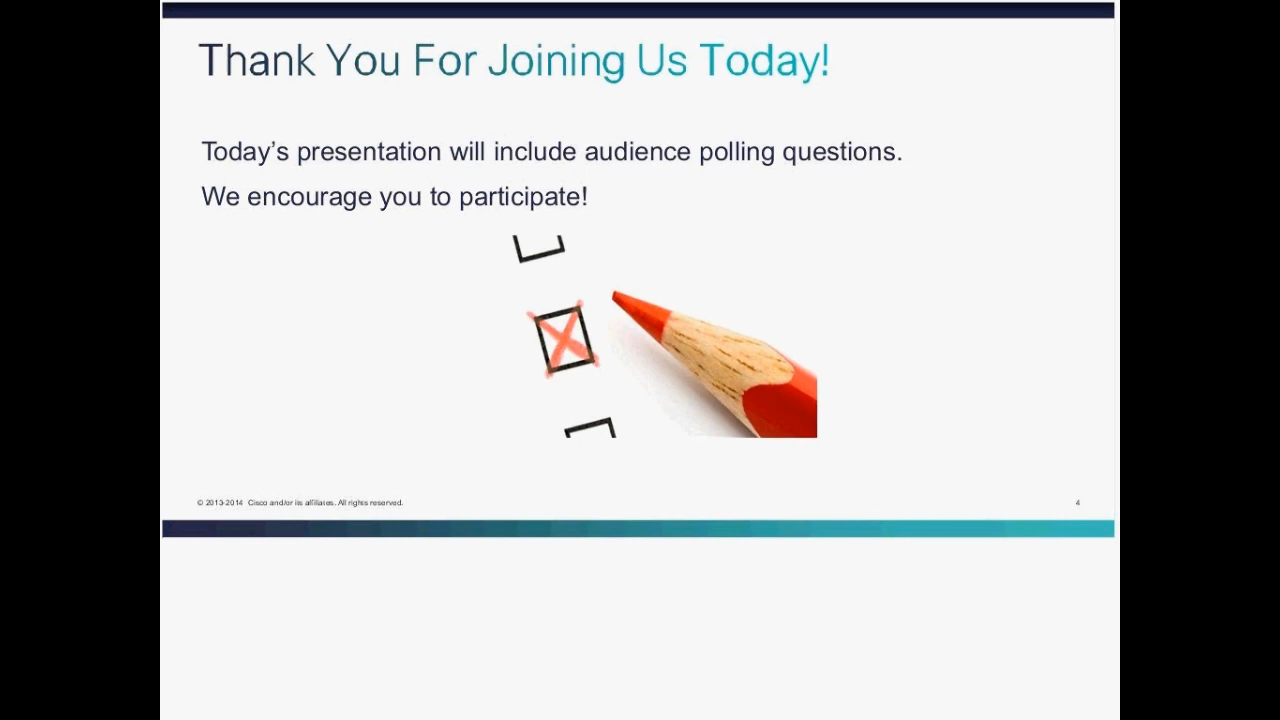 Thank You For Joining Us Today!
Today’s presentation will include audience polling questions.
We encourage you to participate!
© 2013-2014 Cisco and/or its affiliates. All rights reserved.
4